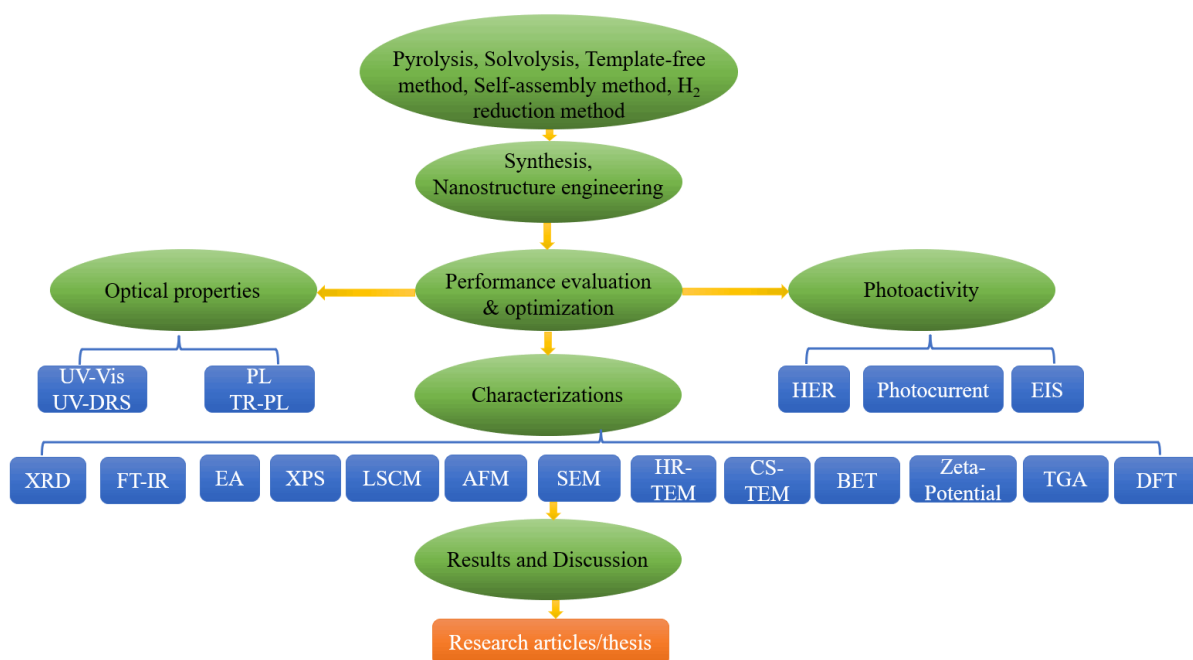 Pyrolysis, Solvolysis, Template-free
method, Self-assembly method, H₂
reduction method
Synthesis,
Nanostructure engineering
Optical properties
Performance evaluation
& optimization
Photoactivity
UV-Vis
UV-DRS
PL
TR-PL
HER
Photocurrent
EIS
Characterizations
XRD
FT-IR
EA
XPS
LSCM
AFM
SEM
HR-
TEM
CS-
TEM
BET
Zeta-
Potential
TGA
DFT
Results and Discussion
Research articles/thesis